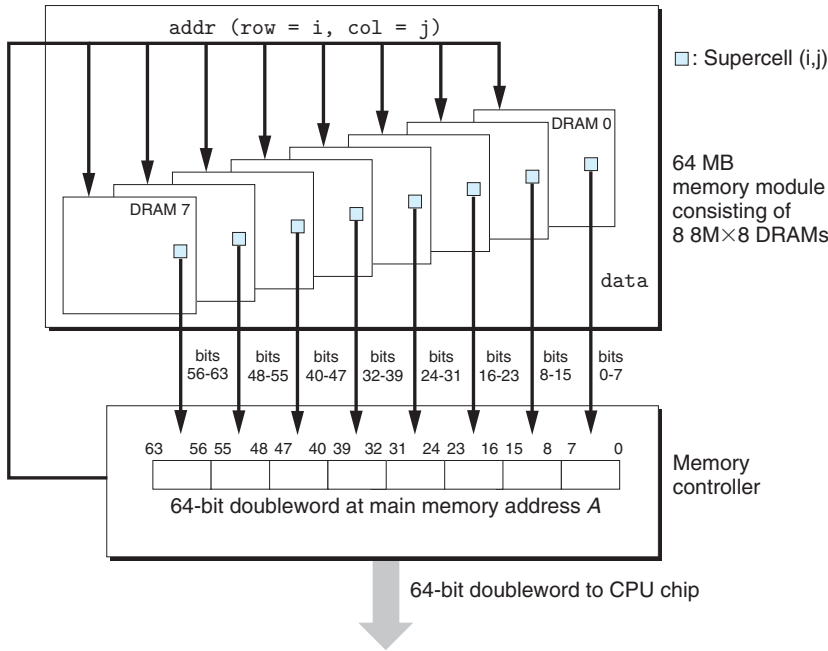 addr (row = i, col = j)
: Supercell (i,j)
DRAM 0
64 MB
memory module
consisting of
8 8M×8 DRAMs
DRAM 7
data
bits
56-63
bits
48-55
bits
40-47
bits
32-39
bits
24-31
bits
16-23
bits
8-15
bits
0-7
63 56 55 48 47 40 39 32 31 24 23 16 15 8 7 0
64-bit doubleword at main memory address A
Memory
controller
64-bit doubleword to CPU chip